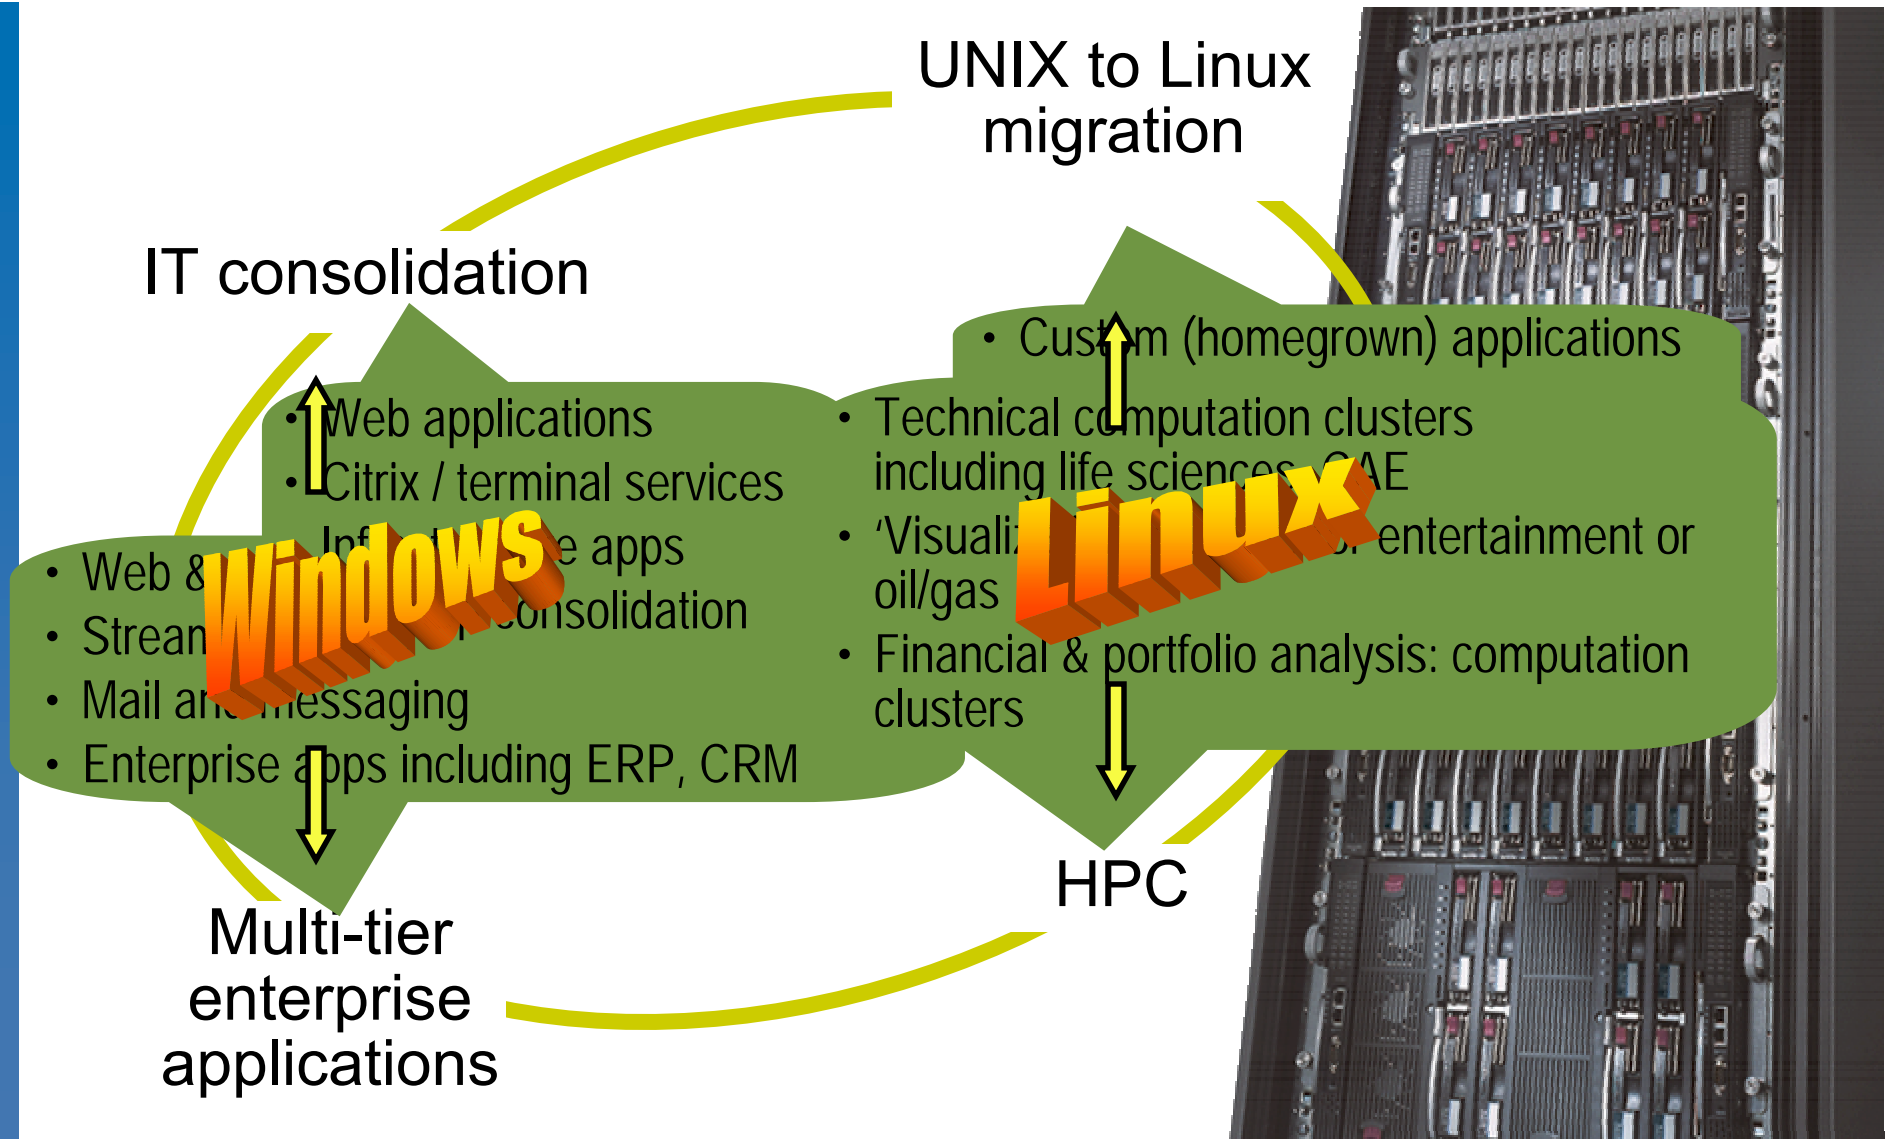 UNIX to Linux
migration
IT consolidation
• Custom (homegrown) applications
• Web applications
• Citrix / terminal services
apps
consolidation
• Technical computation clusters
including life sciences, CAE
• entertainment or
oil/gas
• Financial & portfolio analysis: computation
clusters
Windows
Linux
• Web &
•
• Mail and messaging
• Enterprise apps including ERP, CRM
HPC
Multi-tier
enterprise
applications